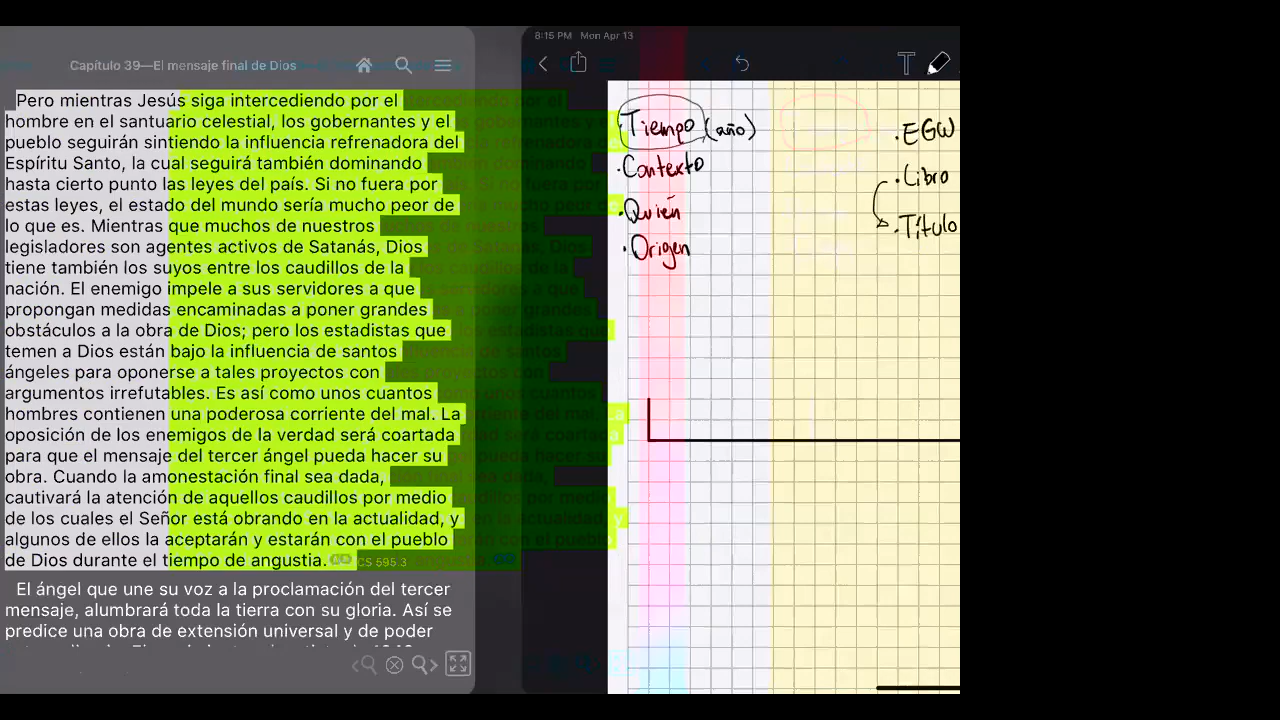 8:15 PM Mon Apr 13
Capítulo 39—El mensaje final de Dios
Pero mientras Jesús siga intercediendo por el
hombre en el santuario celestial, los gobernantes y el
pueblo seguirán sintiendo la influencia refrenadora del
Espíritu Santo, la cual seguirá también dominando
hasta cierto punto las leyes del país. Si no fuera por
estas leyes, el estado del mundo sería mucho peor de
lo que es. Mientras que muchos de nuestros
legisladores son agentes activos de Satanás, Dios
tiene también los suyos entre los caudillos de la
nación. El enemigo impele a sus servidores a que
propongan medidas encaminadas a poner grandes
obstáculos a la obra de Dios; pero los estadistas que
temen a Dios están bajo la influencia de santos
ángeles para oponerse a tales proyectos con
argumentos irrefutables. Es así como unos cuantos
hombres contienen una poderosa corriente del mal. La
oposición de los enemigos de la verdad será coartada
para que el mensaje del tercer ángel pueda hacer su
obra. Cuando la amonestación final sea dada,
cautivará la atención de aquellos caudillos por medio
de los cuales el Señor está obrando en la actualidad, y
algunos de ellos la aceptarán y estarán con el pueblo
de Dios durante el tiempo de angustia. CS 595.3
El ángel que une su voz a la proclamación del tercer
mensaje, alumbrará toda la tierra con su gloria. Así se
predice una obra de extensión universal y de poder
· Tiempo (año)
· Contexto
· Quién
· Origen
· EGW
· Libro
· Título